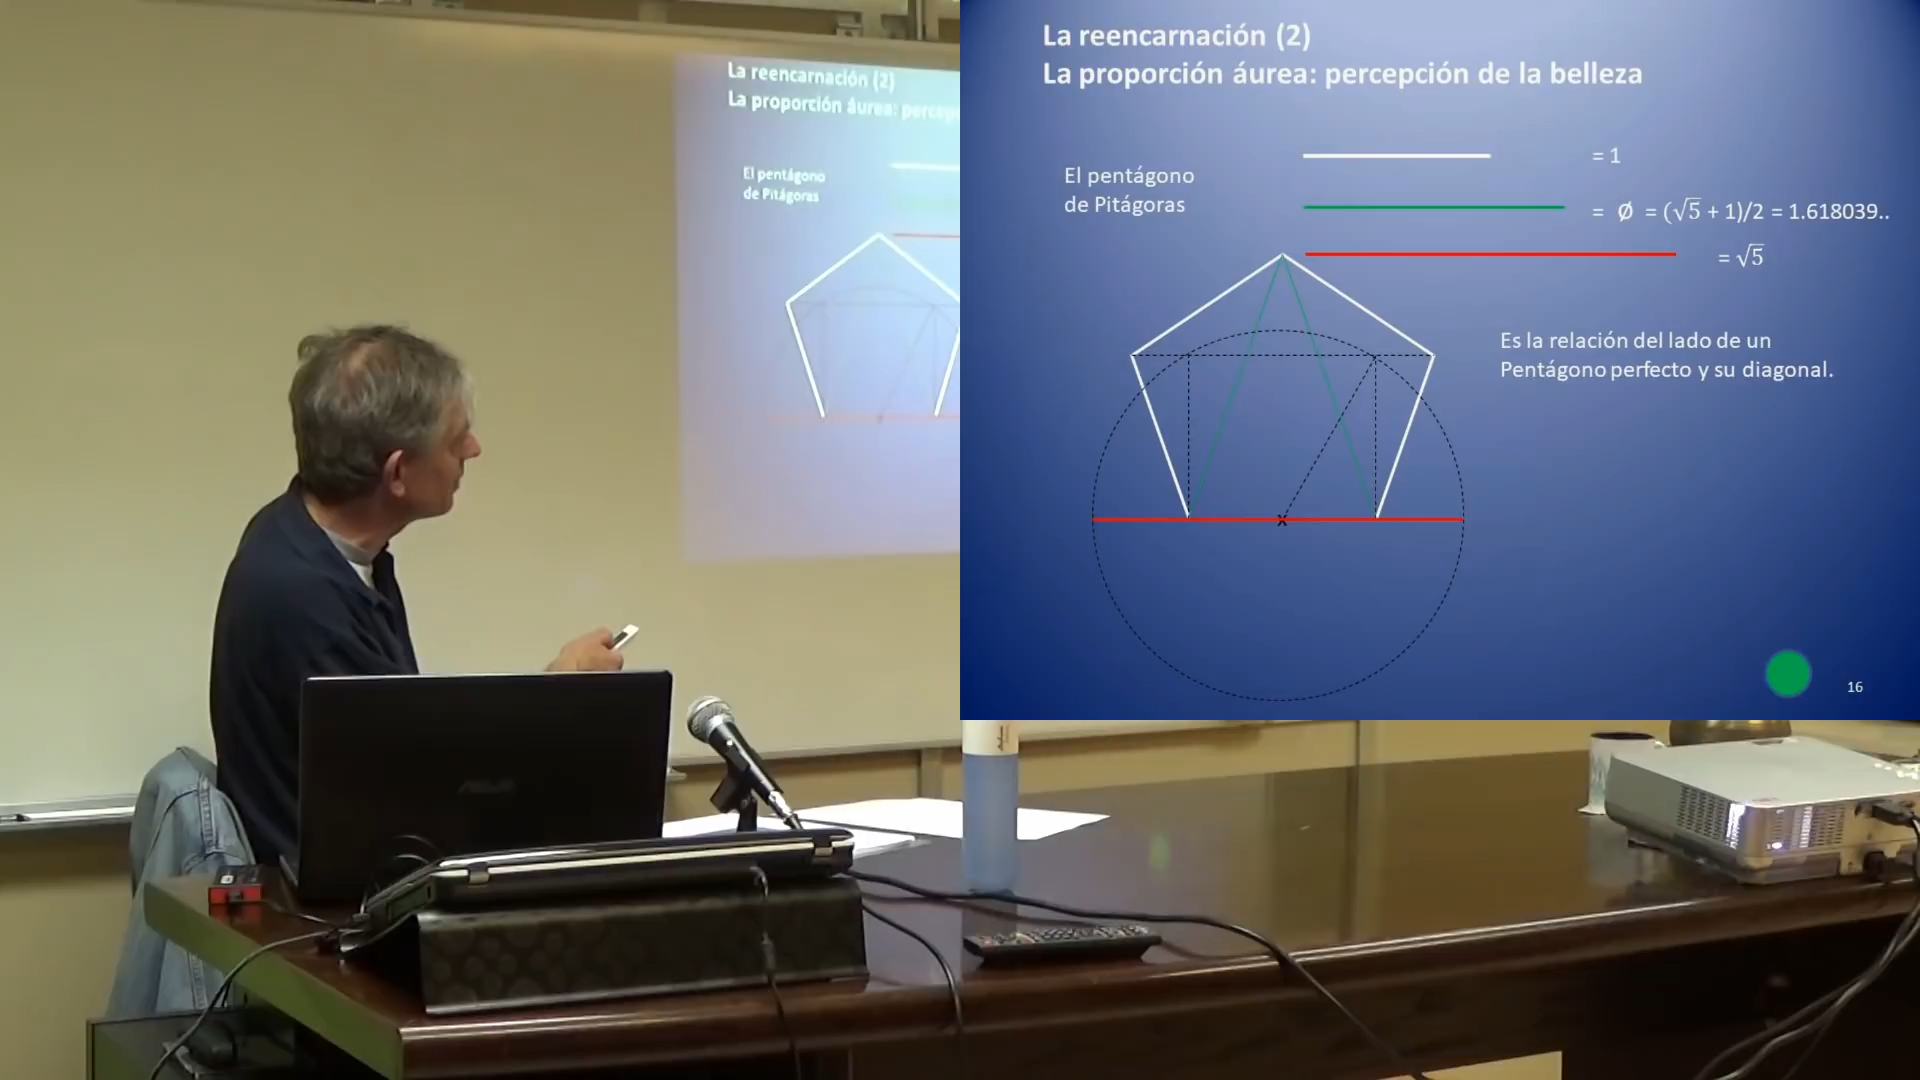 La reencarnación (2)
La proporción áurea: percep
El pentágono
de Pitágoras
La reencarnación (2)
La proporción áurea: percepción de la belleza
El pentágono
de Pitágoras
= 1
= Ø = (√5 + 1)/2 = 1.618039..
= √5
Es la relación del lado de un
Pentágono perfecto y su diagonal.
x
16
ASUS